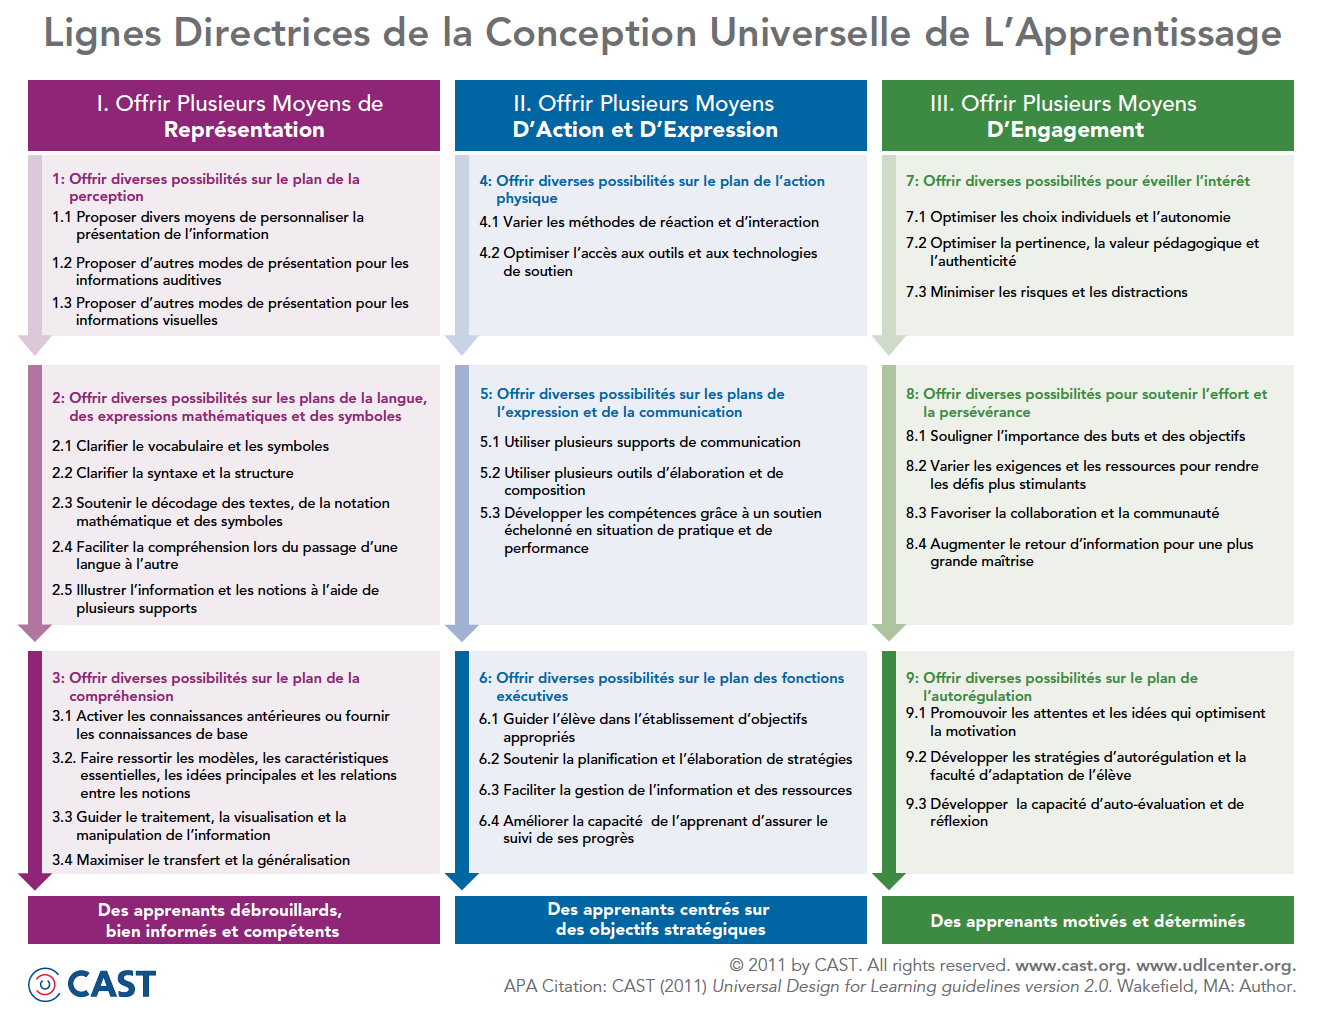 Lignes Directrices de la Conception Universelle de L’Apprentissage
I. Offrir Plusieurs Moyens de
Représentation
1: Offrir diverses possibilités sur le plan de la
perception
1.1 Proposer divers moyens de personnaliser la
présentation de l’information
1.2 Proposer d’autres modes de présentation pour les
informations auditives
1.3 Proposer d’autres modes de présentation pour les
informations visuelles
2: Offrir diverses possibilités sur les plans de la langue,
des expressions mathématiques et des symboles
2.1 Clarifier le vocabulaire et les symboles
2.2 Clarifier la syntaxe et la structure
2.3 Soutenir le décodage des textes, de la notation
mathématique et des symboles
2.4 Faciliter la compréhension lors du passage d’une
langue à l’autre
2.5 Illustrer l’information et les notions à l’aide de
plusieurs supports
3: Offrir diverses possibilités sur le plan de la
compréhension
3.1 Activer les connaissances antérieures ou fournir
les connaissances de base
3.2. Faire ressortir les modèles, les caractéristiques
essentielles, les idées principales et les relations
entre les notions
3.3 Guider le traitement, la visualisation et la
manipulation de l’information
3.4 Maximiser le transfert et la généralisation
Des apprenants débrouillards,
bien informés et compétents
II. Offrir Plusieurs Moyens
D’Action et D’Expression
4: Offrir diverses possibilités sur le plan de l’action
physique
4.1 Varier les méthodes de réaction et d’interaction
4.2 Optimiser l’accès aux outils et aux technologies
de soutien
5: Offrir diverses possibilités sur les plans de
l’expression et de la communication
5.1 Utiliser plusieurs supports de communication
5.2 Utiliser plusieurs outils d’élaboration et de
composition
5.3 Développer les compétences grâce à un soutien
échelonné en situation de pratique et de
performance
6: Offrir diverses possibilités sur le plan des fonctions
exécutives
6.1 Guider l’élève dans l’établissement d’objectifs
appropriés
6.2 Soutenir la planification et l’élaboration de stratégies
6.3 Faciliter la gestion de l’information et des ressources
6.4 Améliorer la capacité de l’apprenant d’assurer le
suivi de ses progrès
Des apprenants centrés sur
des objectifs stratégiques
III. Offrir Plusieurs Moyens
D’Engagement
7: Offrir diverses possibilités pour éveiller l’intérêt
7.1 Optimiser les choix individuels et l’autonomie
7.2 Optimiser la pertinence, la valeur pédagogique et
l’authenticité
7.3 Minimiser les risques et les distractions
8: Offrir diverses possibilités pour soutenir l’effort et
la persévérance
8.1 Souligner l’importance des buts et des objectifs
8.2 Varier les exigences et les ressources pour rendre
les défis plus stimulants
8.3 Favoriser la collaboration et la communauté
8.4 Augmenter le retour d’information pour une plus
grande maîtrise
9: Offrir diverses possibilités sur le plan de
l’autorégulation
9.1 Promouvoir les attentes et les idées qui optimisent
la motivation
9.2 Développer les stratégies d’autorégulation et la
faculté d’adaptation de l’élève
9.3 Développer la capacité d’auto-évaluation et de
réflexion
Des apprenants motivés et déterminés
CAST
© 2011 by CAST. All rights reserved. www.cast.org. www.udlcenter.org.
APA Citation: CAST (2011) Universal Design for Learning guidelines version 2.0. Wakefield, MA: Author.